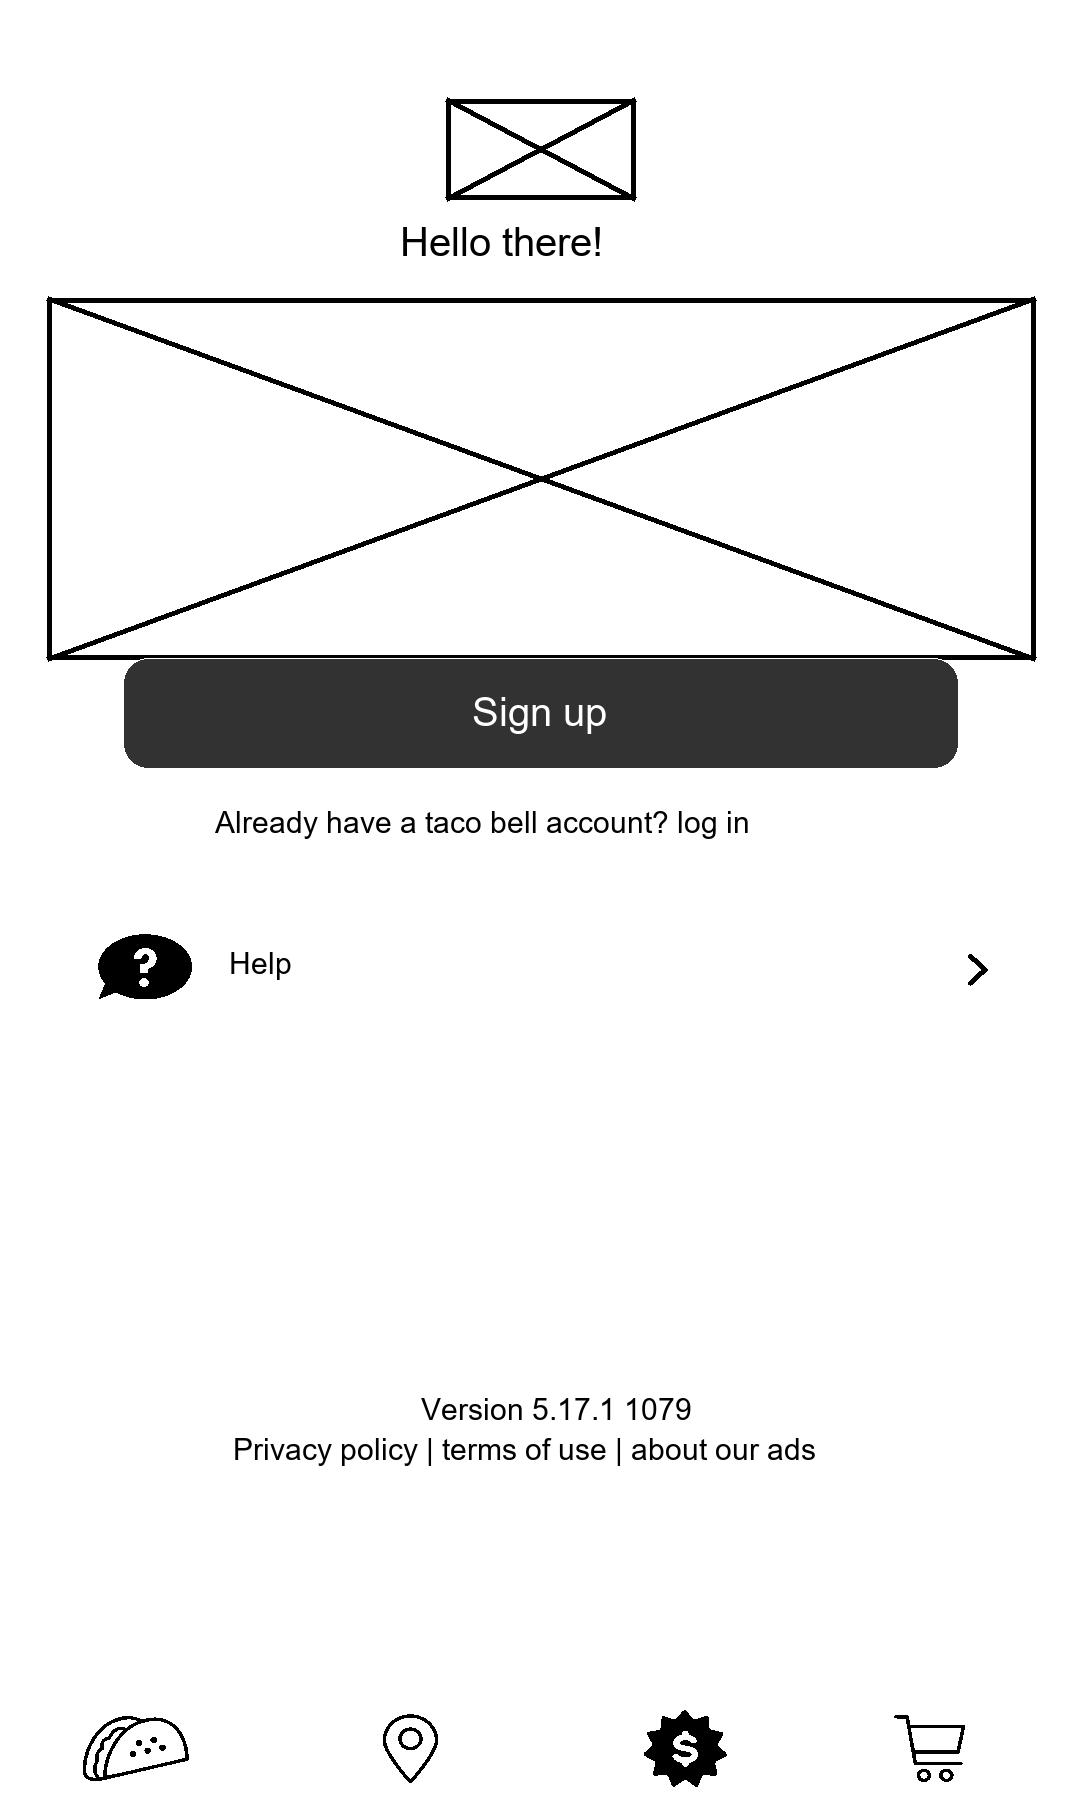 Hello there!
Sign up
Already have a taco bell account? log in
Help
Version 5.17.1 1079
Privacy policy | terms of use | about our ads